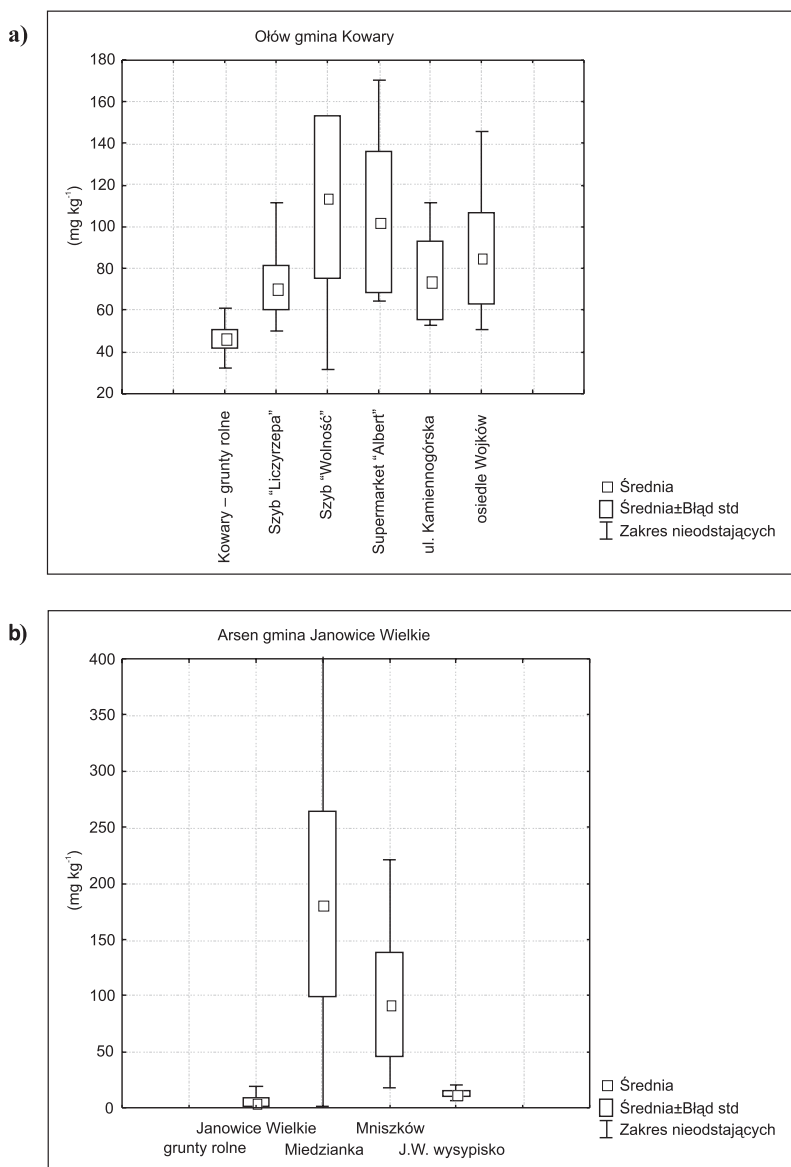 a)
Ołów gmina Kowary
180
160
140
120
100
80
60
40
20
(mg kg-1)
Kowary – grunty rolne
Szyb “Liczyrzepa”
Szyb “Wolność”
Supermarket “Albert”
ul. Kamiennogórska
osiedle Wojków
Średnia
Średnia±Błąd std
Zakres nieodstających
b)
Arsen gmina Janowice Wielkie
400
350
300
250
200
150
100
50
0
(mg kg-1)
Janowice Wielkie
grunty rolne
Miedzianka
Mniszków
J.W. wysypisko
Średnia
Średnia±Błąd std
Zakres nieodstających